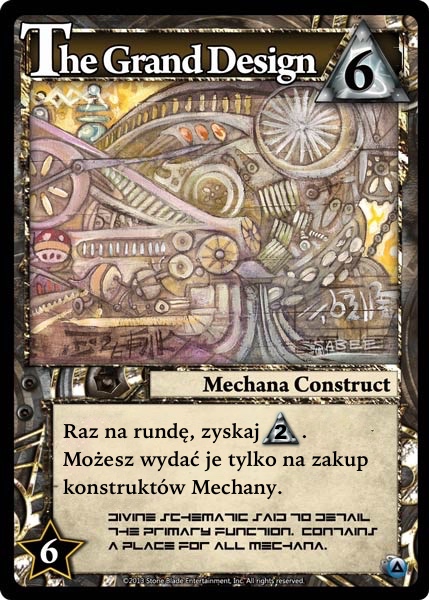 The Grand Design
6
SABEE
Mechana Construct
Raz na rundę, zyskaj 2.
Możesz wydać je tylko na zakup
konstruktów Mechany.
DIVINE SCHEMATIC SAID TO DETAIL
THE PRIMARY FUNCTION. CONTAINS
A PLACE FOR ALL MECHANA.
6
©2013 Stone Blade Entertainment, Inc. All rights reserved.